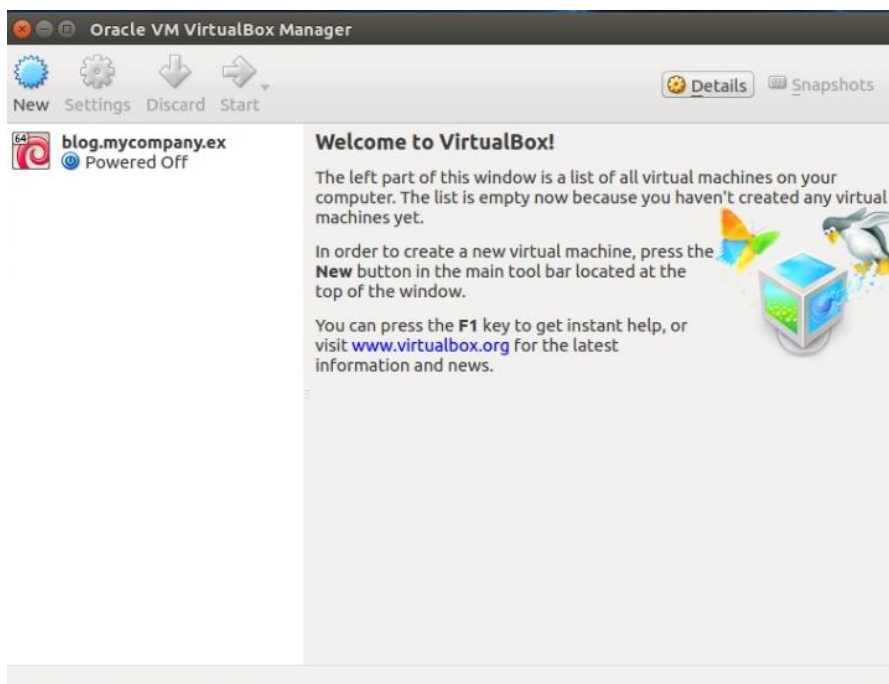 Oracle VM VirtualBox Manager
New Settings Discard Start
Details Snapshots
64
blog.mycompany.ex
Powered Off
Welcome to VirtualBox!
The left part of this window is a list of all virtual machines on your
computer. The list is empty now because you haven't created any virtual
machines yet.
In order to create a new virtual machine, press the
New button in the main tool bar located at the
top of the window.
You can press the F1 key to get instant help, or
visit www.virtualbox.org for the latest
information and news.